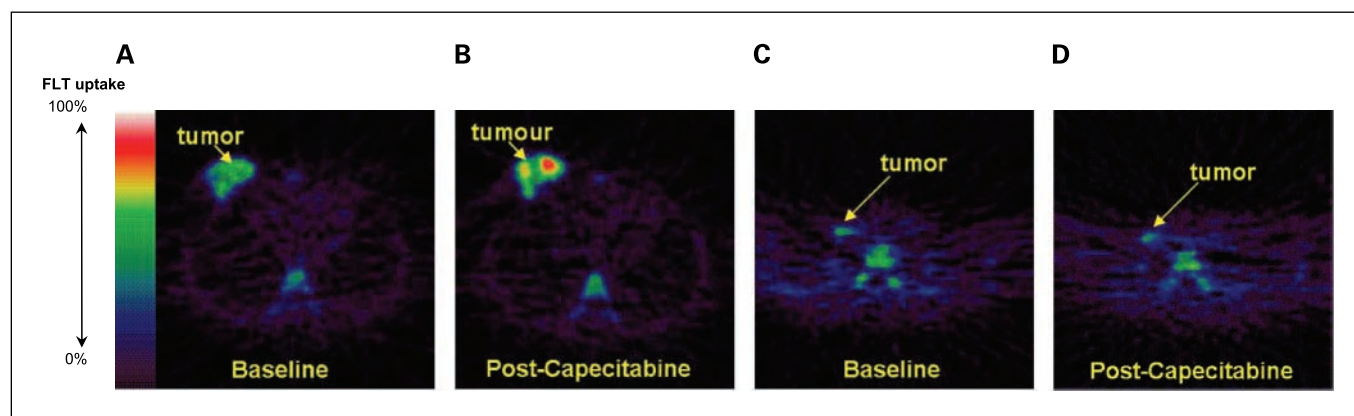 A
B
C
D
FLT uptake
100%
0%
tumor
Baseline
tumour
Post-Capecitabine
tumor
Baseline
tumor
Post-Capecitabine